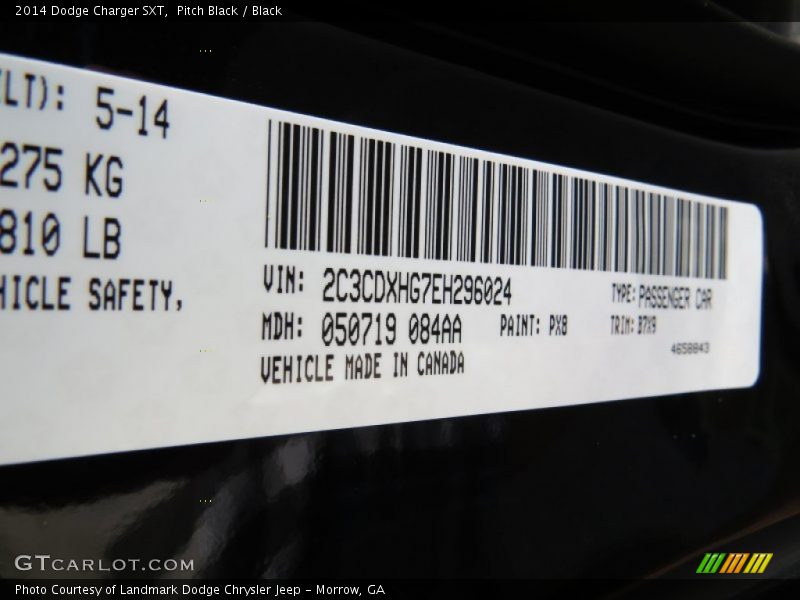 2014 Dodge Charger SXT, Pitch Black / Black
LT): 5-14
275 KG
810 LB
HICLE SAFETY,
VIN: 2C3CDXHG7EH296024
TYPE: PASSENGER CAR
MDH: 050719 084AA
PAINT: PX8
TRIM: B7X9
VEHICLE MADE IN CANADA
4658843
GTCARLOT.COM
Photo Courtesy of Landmark Dodge Chrysler Jeep - Morrow, GA